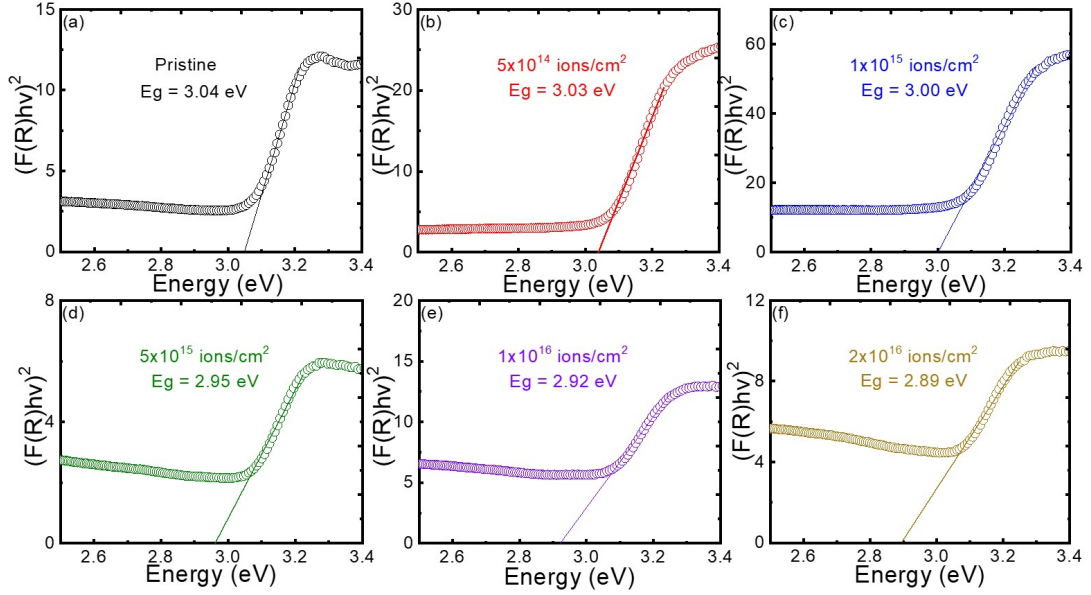 (a)
Pristine
Eg = 3.04 eV
(F(R)hv)²
15
10
5
0
2.6 2.8 3.0 3.2 3.4
Energy (eV)
(b)
5x10¹⁴ ions/cm²
Eg = 3.03 eV
(F(R)hv)²
30
20
10
0
2.6 2.8 3.0 3.2 3.4
Energy (eV)
(c)
1x10¹⁵ ions/cm²
Eg = 3.00 eV
(F(R)hv)²
60
40
20
0
2.6 2.8 3.0 3.2 3.4
Energy (eV)
(d)
5x10¹⁵ ions/cm²
Eg = 2.95 eV
(F(R)hv)²
8
4
0
2.6 2.8 3.0 3.2 3.4
Energy (eV)
(e)
1x10¹⁶ ions/cm²
Eg = 2.92 eV
(F(R)hv)²
20
15
10
5
0
2.6 2.8 3.0 3.2 3.4
Energy (eV)
(f)
2x10¹⁶ ions/cm²
Eg = 2.89 eV
(F(R)hv)²
12
8
4
0
2.6 2.8 3.0 3.2 3.4
Energy (eV)